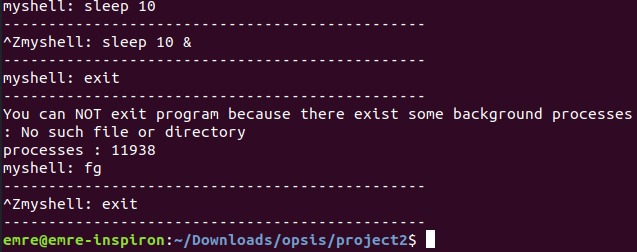 myshell: sleep 10
-----------------------------------------------
^Zmyshell: sleep 10 &
-----------------------------------------------
myshell: exit
-----------------------------------------------
You can NOT exit program because there exist some background processes
: No such file or directory
processes : 11938
myshell: fg
-----------------------------------------------
^Zmyshell: exit
-----------------------------------------------
emre@emre-inspiron:~/Downloads/opsis/project2$